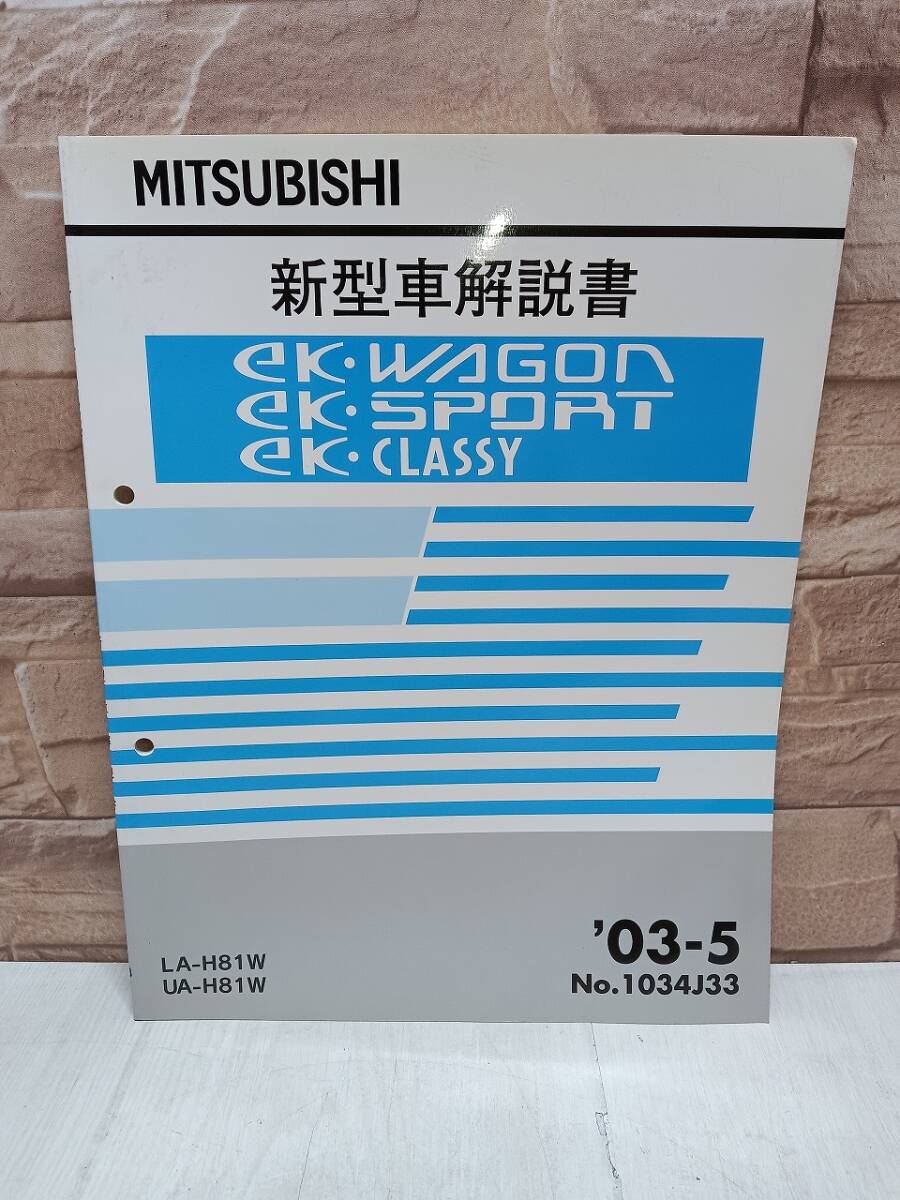 MITSUBISHI
新型車解説書
eK·WAGON
eK·SPORT
eK·CLASSY
LA-H81W
UA-H81W
'03-5
No.1034J33